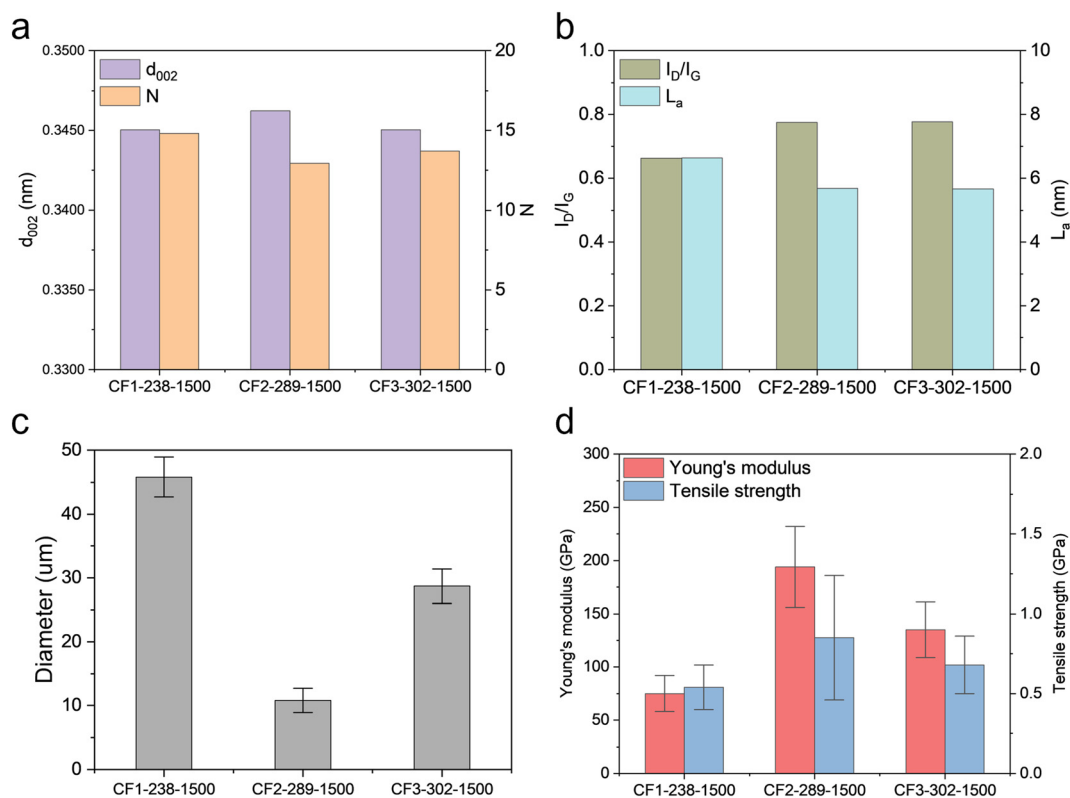 a
0.3500
0.3450
0.3400
0.3350
0.3300
d002 (nm)
d002
N
20
15
10
5
0
N
CF1-238-1500
CF2-289-1500
CF3-302-1500
b
1.0
0.8
0.6
0.4
0.2
0.0
ID/IG
ID/IG
La
10
8
6
4
2
0
La (nm)
CF1-238-1500
CF2-289-1500
CF3-302-1500
c
50
40
30
20
10
0
Diameter (um)
CF1-238-1500
CF2-289-1500
CF3-302-1500
d
300
250
200
150
100
50
0
Young's modulus (GPa)
Young's modulus
Tensile strength
2.0
1.5
1.0
0.5
0.0
Tensile strength (GPa)
CF1-238-1500
CF2-289-1500
CF3-302-1500